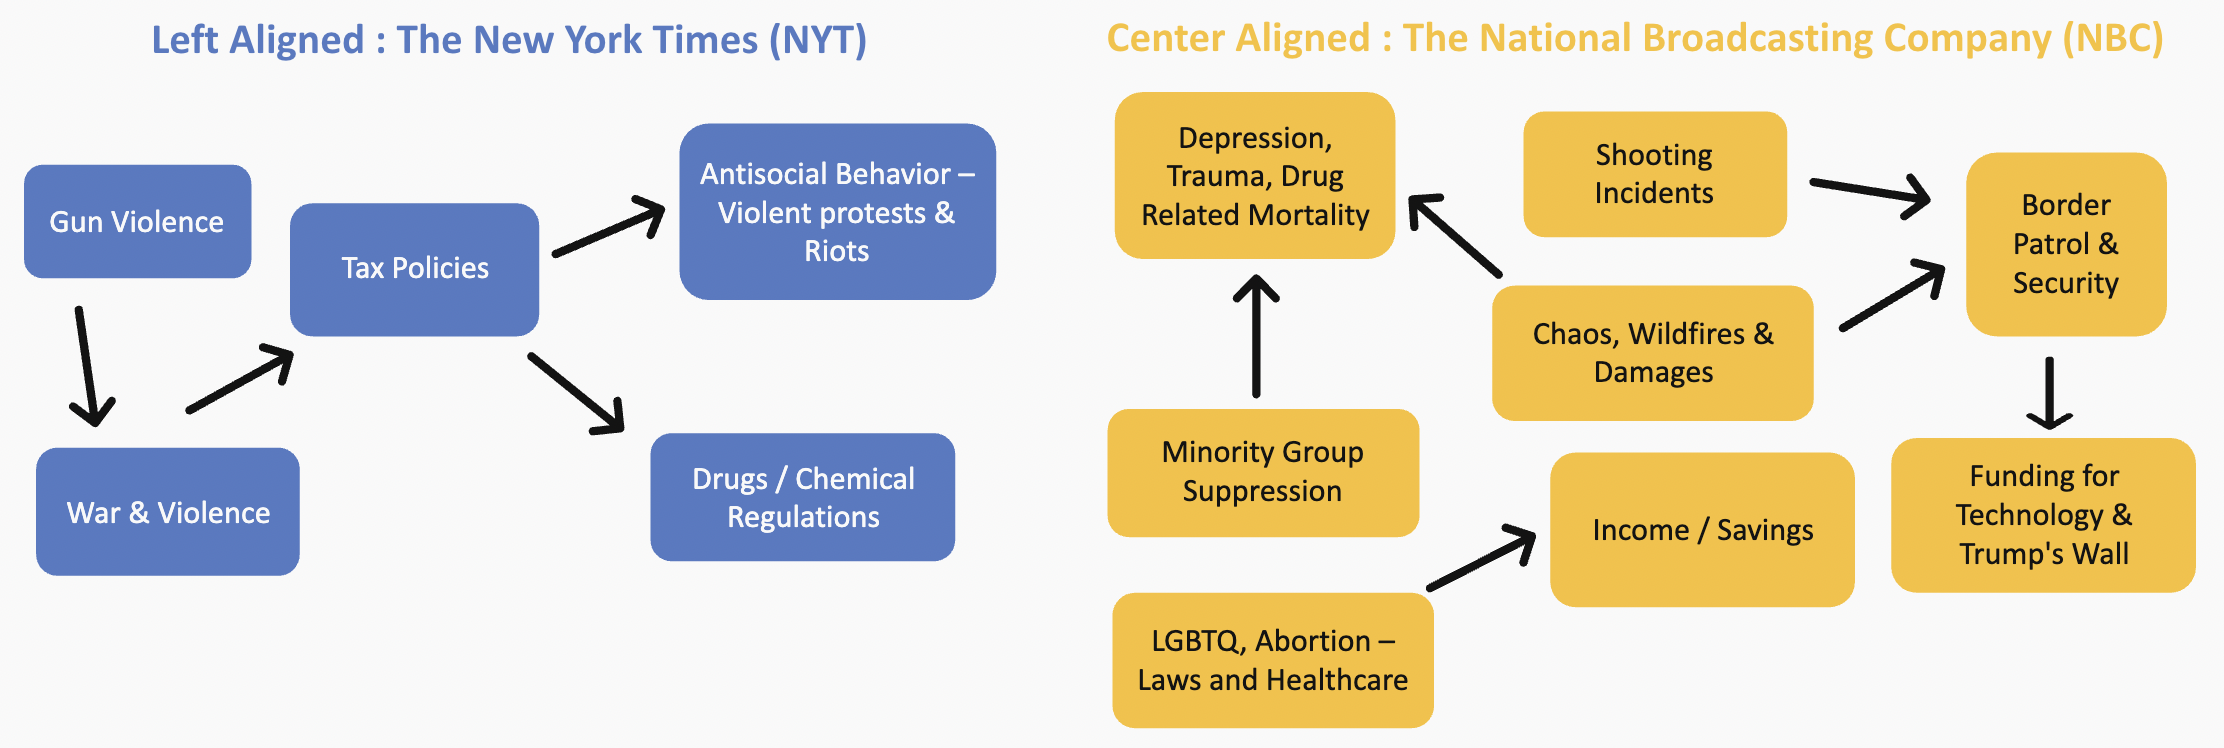 Left Aligned : The New York Times (NYT)
Gun Violence
War & Violence
Tax Policies
Antisocial Behavior –
Violent protests &
Riots
Drugs / Chemical
Regulations
Center Aligned : The National Broadcasting Company (NBC)
Depression,
Trauma, Drug
Related Mortality
Shooting
Incidents
Border
Patrol &
Security
Chaos, Wildfires &
Damages
Minority Group
Suppression
Income / Savings
Funding for
Technology &
Trump's Wall
LGBTQ, Abortion –
Laws and Healthcare